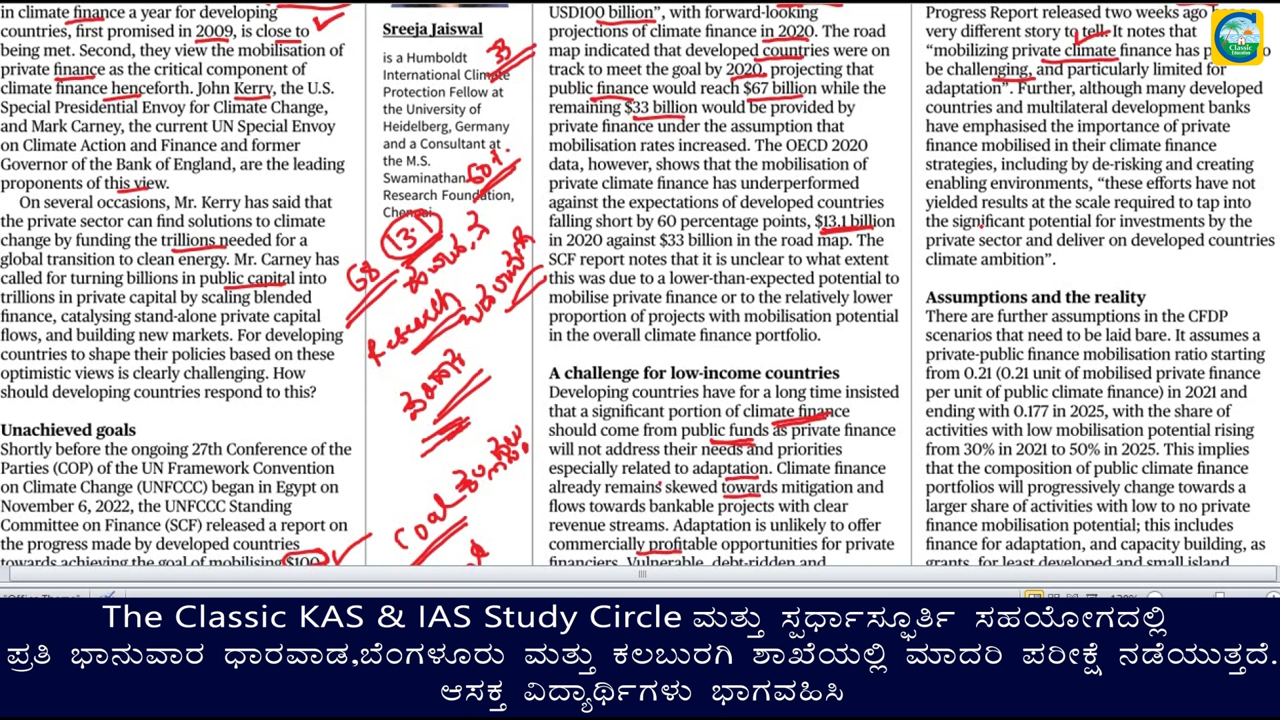 in climate finance a year for developing
countries, first promised in 2009, is close to
being met. Second, they view the mobilisation of
private finance as the critical component of
climate finance henceforth. John Kerry, the U.S.
Special Presidential Envoy for Climate Change,
and Mark Carney, the current UN Special Envoy
on Climate Action and Finance and former
Governor of the Bank of England, are the leading
proponents of this view.
On several occasions, Mr. Kerry has said that
the private sector can find solutions to climate
change by funding the trillions needed for a
global transition to clean energy. Mr. Carney has
called for turning billions in public capital into
trillions in private capital by scaling blended
finance, catalysing stand-alone private capital
flows, and building new markets. For developing
countries to shape their policies based on these
optimistic views is clearly challenging. How
should developing countries respond to this?
Unachieved goals
Shortly before the ongoing 27th Conference of the
Parties (COP) of the UN Framework Convention
on Climate Change (UNFCCC) began in Egypt on
November 6, 2022, the UNFCCC Standing
Committee on Finance (SCF) released a report on
the progress made by developed countries
towards achieving the goal of mobilising $100
Sreeja Jaiswal
is a Humboldt
International Climate
Protection Fellow at
the University of
Heidelberg, Germany
and a Consultant at
the M.S.
Swaminathan
Research Foundation,
Chennai
33
60%
13.1
68
Research
Coal
USD100 billion”, with forward-looking
projections of climate finance in 2020. The road
map indicated that developed countries were on
track to meet the goal by 2020, projecting that
public finance would reach $67 billion while the
remaining $33 billion would be provided by
private finance under the assumption that
mobilisation rates increased. The OECD 2020
data, however, shows that the mobilisation of
private climate finance has underperformed
against the expectations of developed countries
falling short by 60 percentage points, $13.1 billion
in 2020 against $33 billion in the road map. The
SCF report notes that it is unclear to what extent
this was due to a lower-than-expected potential to
mobilise private finance or to the relatively lower
proportion of projects with mobilisation potential
in the overall climate finance portfolio.
A challenge for low-income countries
Developing countries have for a long time insisted
that a significant portion of climate finance
should come from public funds as private finance
will not address their needs and priorities
especially related to adaptation. Climate finance
already remains skewed towards mitigation and
flows towards bankable projects with clear
revenue streams. Adaptation is unlikely to offer
commercially profitable opportunities for private
financiers. Vulnerable, debt-ridden and
Progress Report released two weeks ago
very different story to tell. It notes that
“mobilizing private climate finance has
be challenging, and particularly limited for
adaptation”. Further, although many developed
countries and multilateral development banks
have emphasised the importance of private
finance mobilised in their climate finance
strategies, including by de-risking and creating
enabling environments, “these efforts have not
yielded results at the scale required to tap into
the significant potential for investments by the
private sector and deliver on developed countries
climate ambition”.
Assumptions and the reality
There are further assumptions in the CFDP
scenarios that need to be laid bare. It assumes a
private-public finance mobilisation ratio starting
from 0.21 (0.21 unit of mobilised private finance
per unit of public climate finance) in 2021 and
ending with 0.177 in 2025, with the share of
activities with low mobilisation potential rising
from 30% in 2021 to 50% in 2025. This implies
that the composition of public climate finance
portfolios will progressively change towards a
larger share of activities with low to no private
finance mobilisation potential; this includes
finance for adaptation, and capacity building, as
grants, for least developed and small island
Classic
Education
The Classic KAS & IAS Study Circle ಮತ್ತು ಸ್ಪರ್ಧಾಸ್ಫೂರ್ತಿ ಸಹಯೋಗದಲ್ಲಿ
ಪ್ರತಿ ಭಾನುವಾರ ಧಾರವಾಡ,ಬೆಂಗಳೂರು ಮತ್ತು ಕಲಬುರಗಿ ಶಾಖೆಯಲ್ಲಿ ಮಾದರಿ ಪರೀಕ್ಷೆ ನಡೆಯುತ್ತದೆ.
ಆಸಕ್ತ ವಿದ್ಯಾರ್ಥಿಗಳು ಭಾಗವಹಿಸಿ